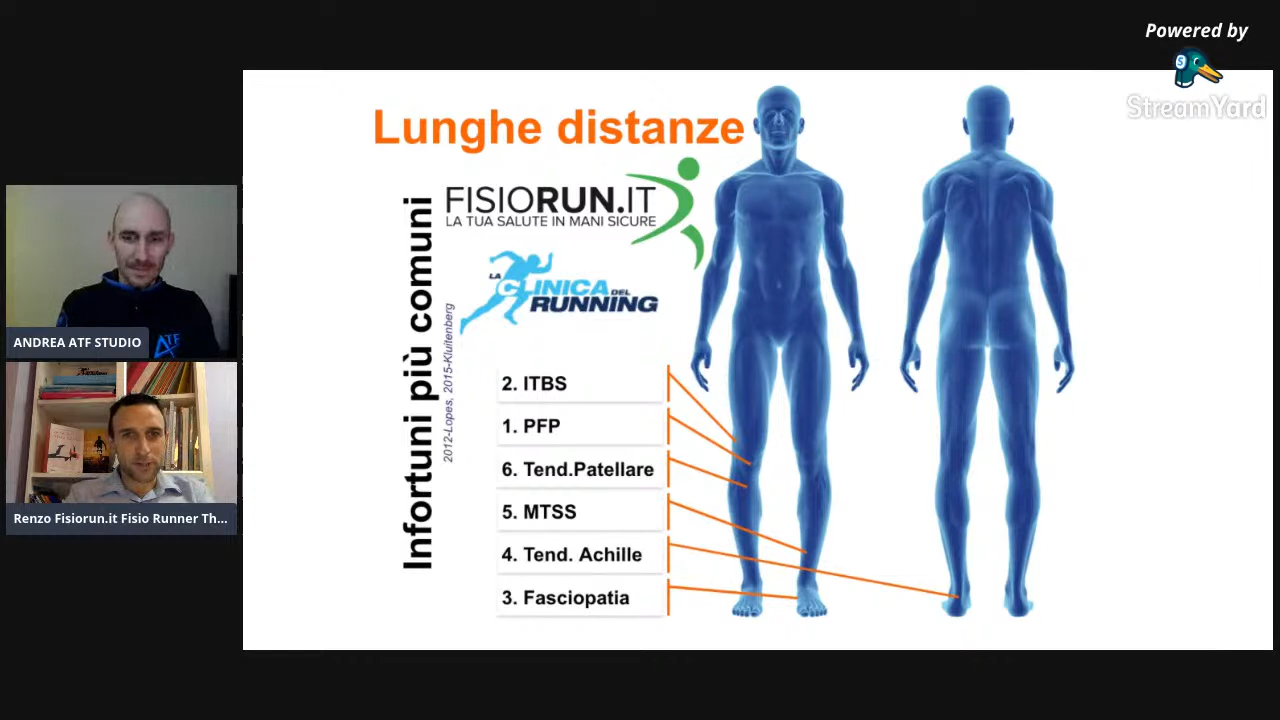 Powered by
StreamYard
Lunghe distanze
FISIORUN.IT
LA TUA SALUTE IN MANI SICURE
LA CLINICA DEL
RUNNING
Infortuni più comuni
2012-Lopes, 2015-Kluitenberg
2. ITBS
1. PFP
6. Tend.Patellare
5. MTSS
4. Tend. Achille
3. Fasciopatia
ATF
ANDREA ATF STUDIO
Renzo Fisiorun.it Fisio Runner Th...